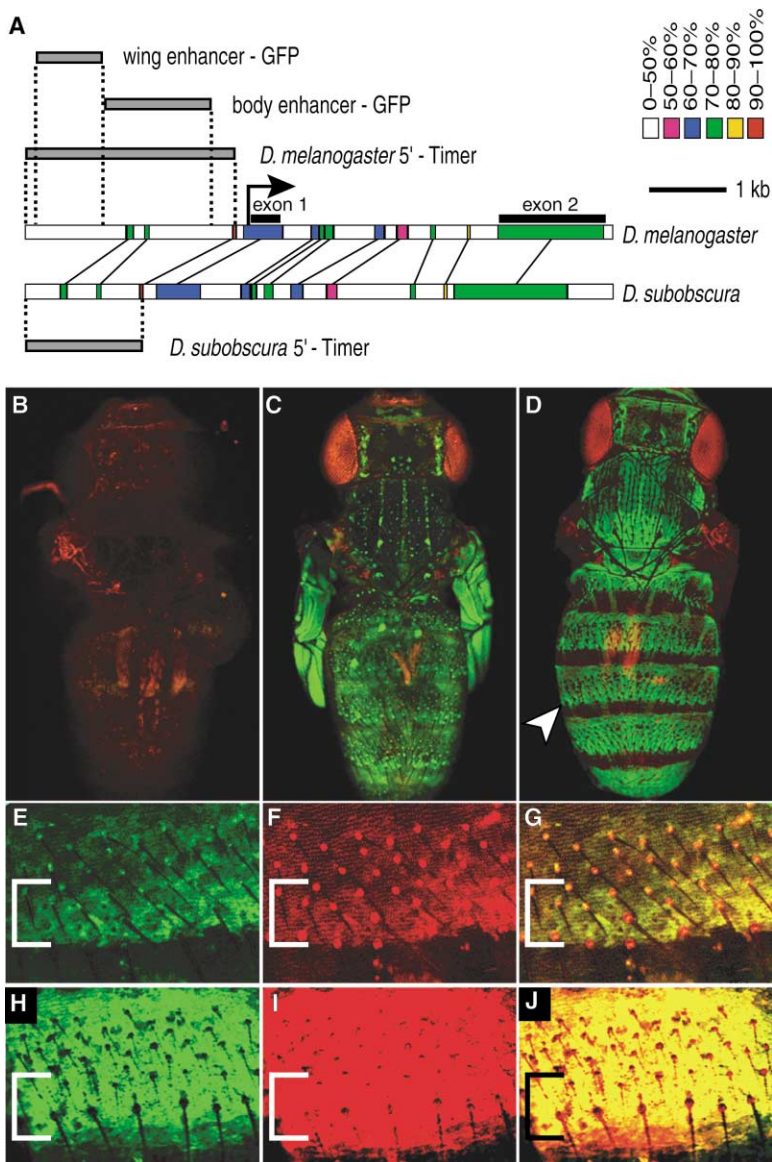 A
wing enhancer - GFP
body enhancer - GFP
D. melanogaster 5' - Timer
0–50%
50–60%
60–70%
70–80%
80–90%
90–100%
1 kb
exon 1
exon 2
D. melanogaster
D. subobscura
D. subobscura 5' - Timer
B
C
D
E
F
G
H
I
J